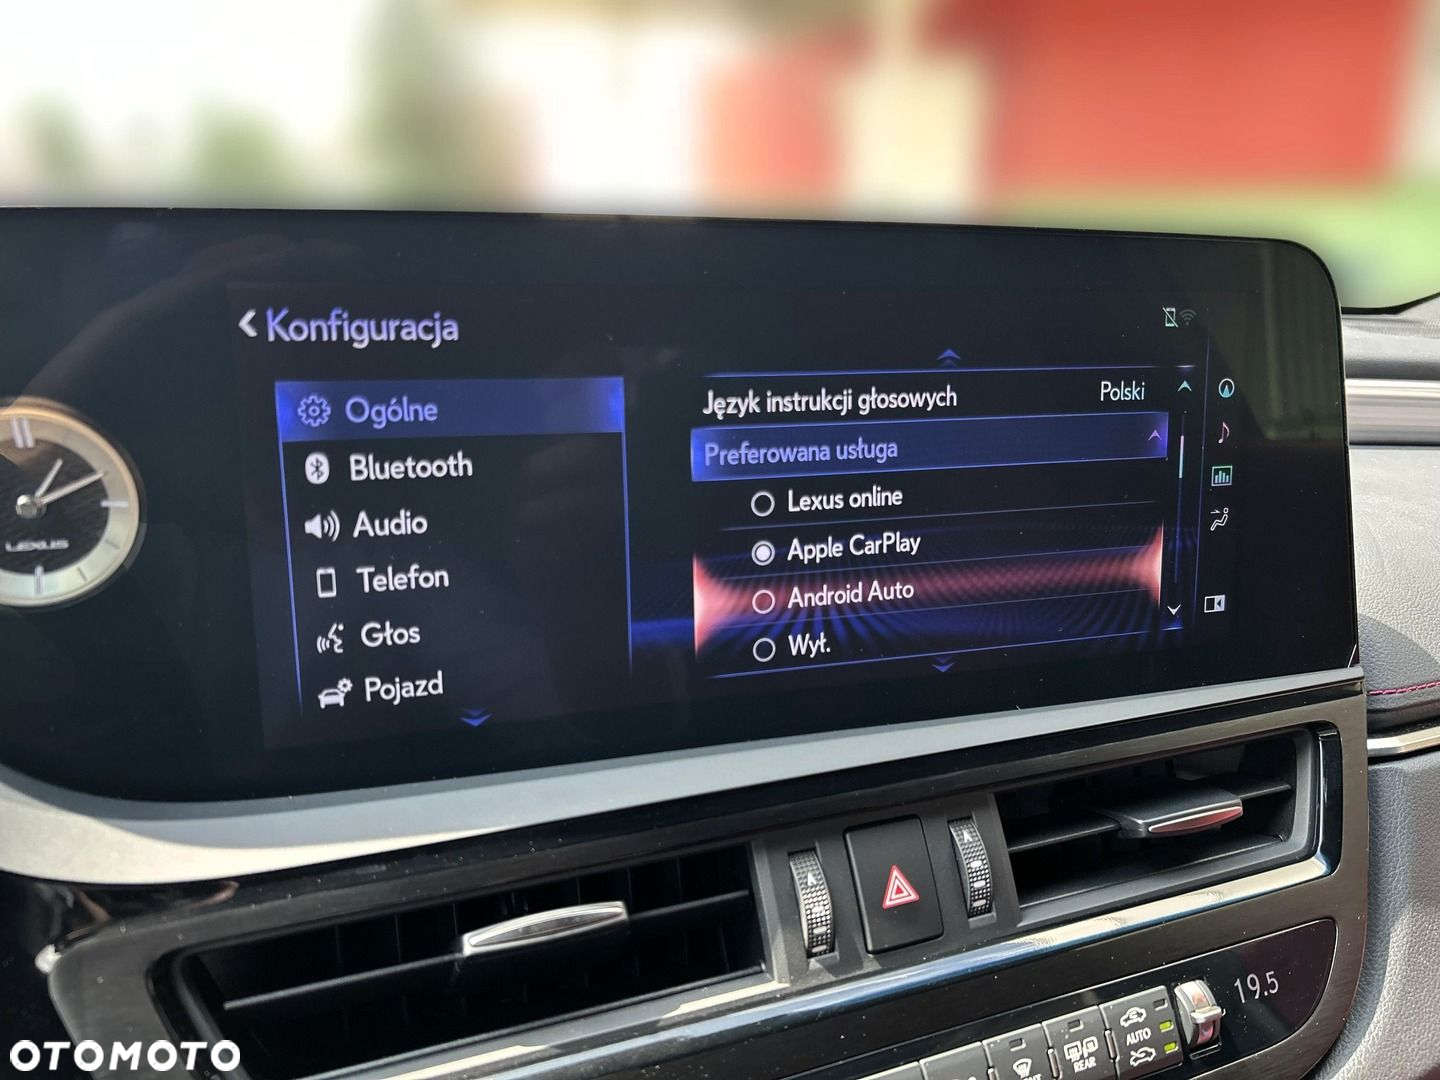 Konfiguracja
Ogólne
Bluetooth
Audio
Telefon
Głos
Pojazd
Język instrukcji głosowych Polski
Preferowana usługa
Lexus online
Apple CarPlay
Android Auto
Wył.
LEXUS
19.5
AUTO
REAR
OTOMOTO